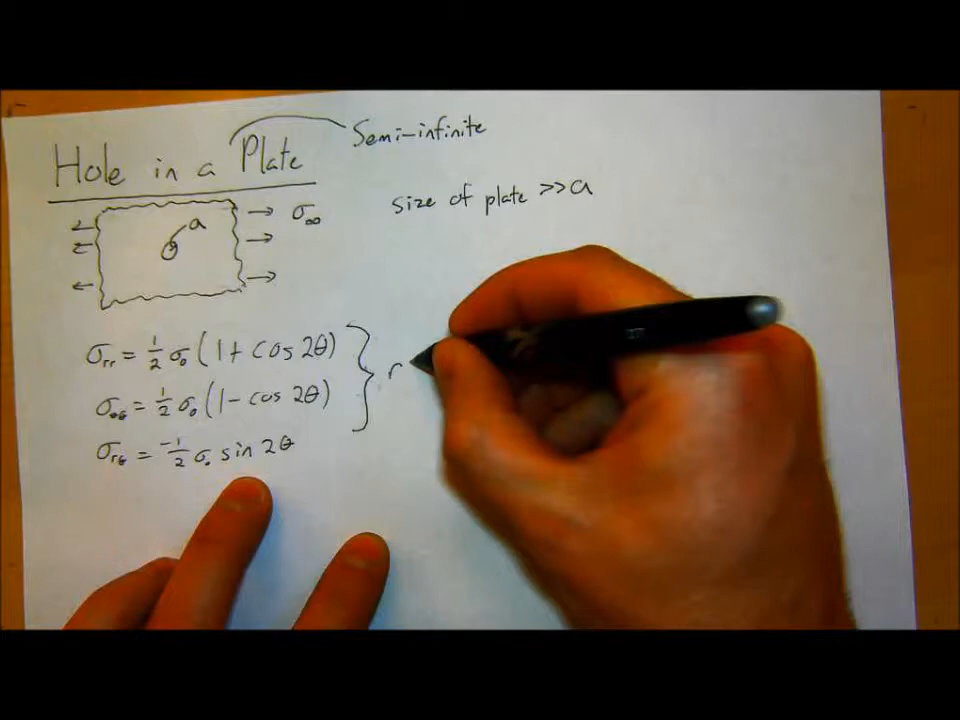 Hole in a Plate
Semi-infinite
size of plate >> a
a
σ∞
σrr = 1/2 σ₀ (1 + cos 2θ)
σθθ = 1/2 σ₀ (1 - cos 2θ)
σrθ = -1/2 σ₀ sin 2θ
r